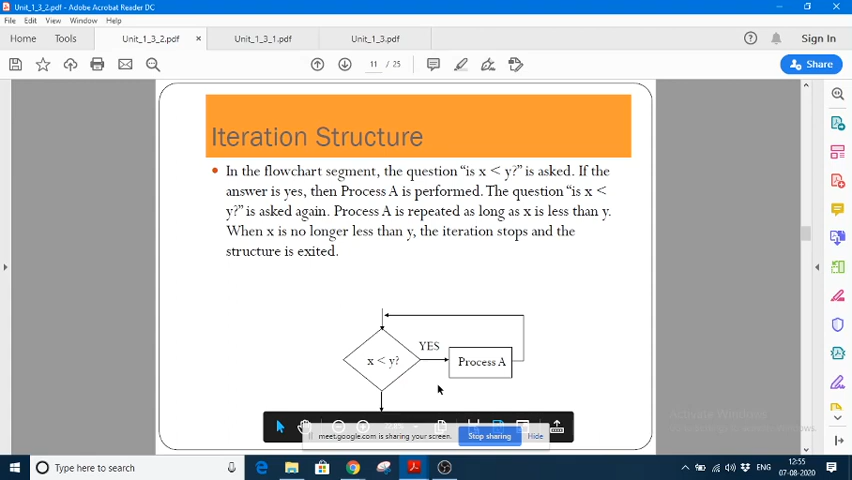 Unit_1_3_2.pdf - Adobe Acrobat Reader DC
File Edit View Window Help
Home Tools Unit_1_3_2.pdf × Unit_1_3_1.pdf Unit_1_3.pdf Sign In
11 / 25 Share
Iteration Structure
• In the flowchart segment, the question “is x < y?” is asked. If the
answer is yes, then Process A is performed. The question “is x <
y?” is asked again. Process A is repeated as long as x is less than y.
When x is no longer less than y, the iteration stops and the
structure is exited.
YES
x < y? Process A
meet.google.com is sharing your screen. Stop sharing Hide
Activate Windows
Type here to search
ENG 12:55
07-08-2020